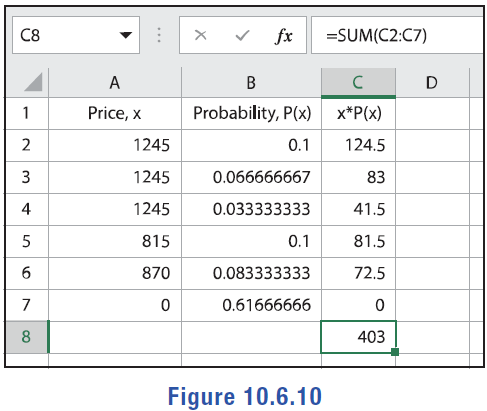 C8 fx =SUM(C2:C7)
A B C D
1 Price, x Probability, P(x) x*P(x)
2 1245 0.1 124.5
3 1245 0.066666667 83
4 1245 0.033333333 41.5
5 815 0.1 81.5
6 870 0.083333333 72.5
7 0 0.61666666 0
8 403
Figure 10.6.10